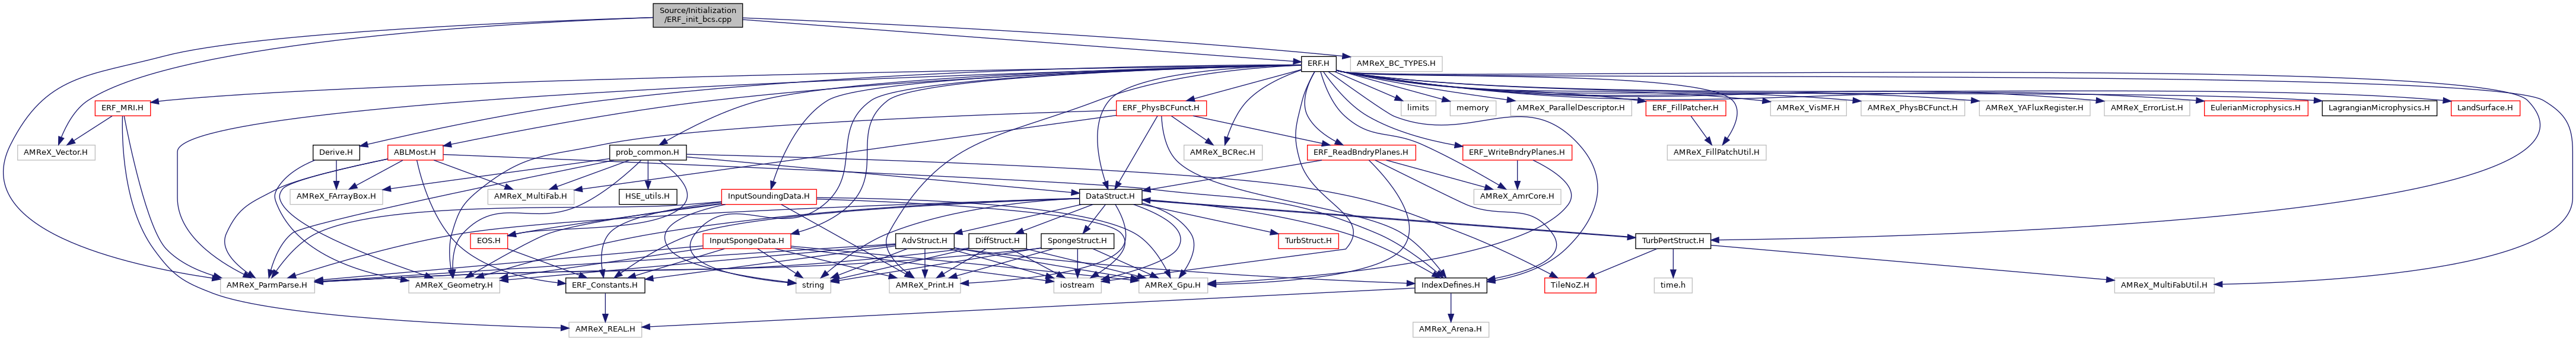 Source/Initialization
/ERF_init_bcs.cpp
ERF.H
AMReX_BC_TYPES.H
ERF_MRI.H
ERF_PhysBCFunct.H
limits
memory
AMReX_ParallelDescriptor.H
ERF_FillPatcher.H
AMReX_VisMF.H
AMReX_PhysBCFunct.H
AMReX_YAFluxRegister.H
AMReX_ErrorList.H
EulerianMicrophysics.H
LagrangianMicrophysics.H
LandSurface.H
AMReX_Vector.H
Derive.H
ABLMost.H
prob_common.H
AMReX_BCRec.H
ERF_ReadBndryPlanes.H
ERF_WriteBndryPlanes.H
AMReX_FillPatchUtil.H
AMReX_FArrayBox.H
AMReX_MultiFab.H
HSE_utils.H
InputSoundingData.H
DataStruct.H
AMReX_AmrCore.H
EOS.H
InputSpongeData.H
AdvStruct.H
DiffStruct.H
SpongeStruct.H
TurbStruct.H
TurbPertStruct.H
AMReX_ParmParse.H
AMReX_Geometry.H
ERF_Constants.H
string
AMReX_Print.H
iostream
AMReX_Gpu.H
IndexDefines.H
TileNoZ.H
time.h
AMReX_MultiFabUtil.H
AMReX_REAL.H
AMReX_Arena.H